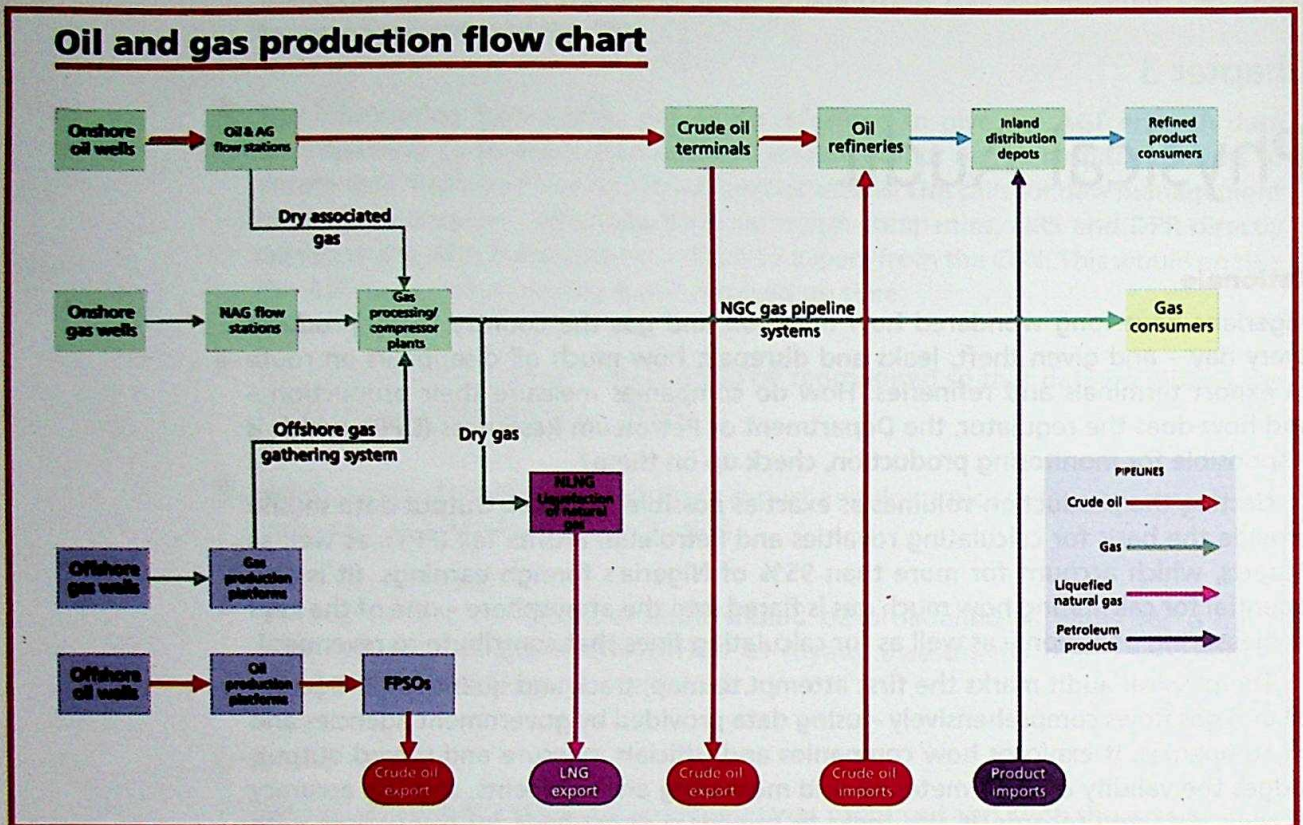 Oil and gas production flow chart
Onshore
oil wells
Oil & AG
flow stations
Crude oil
terminals
Oil
refineries
Inland
distribution
depots
Refined
product
consumers
Dry associated
gas
Onshore
gas wells
NAG flow
stations
Gas
processing/
compressor
plants
NGC gas pipeline
systems
Gas
consumers
Offshore gas
gathering system
Dry gas
NLNG
Liquefaction
of natural
gas
PIPELINES
Crude oil
Gas
Liquefied
natural gas
Petroleum
products
Offshore
gas wells
Gas
production
platforms
Offshore
oil wells
Oil
production
platforms
FPSOs
Crude oil
export
LNG
export
Crude oil
export
Crude oil
imports
Product
imports